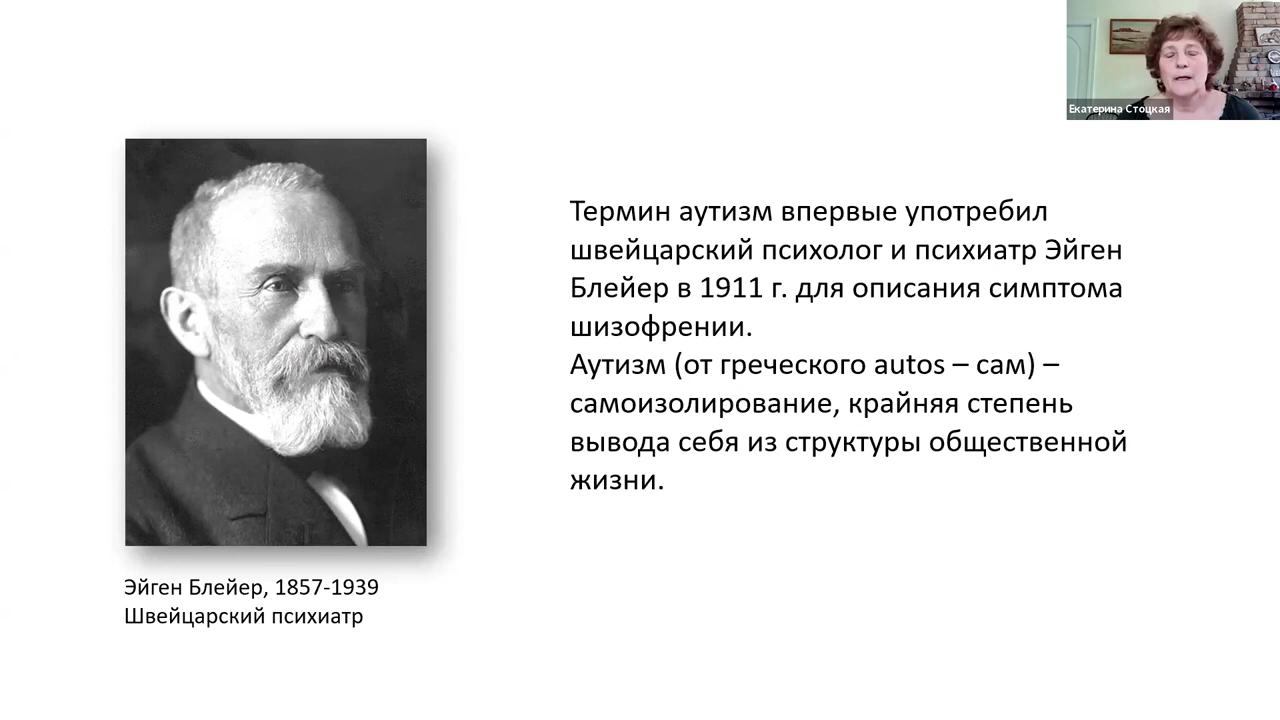 Екатерина Стоцкая
Термин аутизм впервые употребил
швейцарский психолог и психиатр Эйген
Блейер в 1911 г. для описания симптома
шизофрении.
Аутизм (от греческого autos – сам) –
самоизолирование, крайняя степень
вывода себя из структуры общественной
жизни.
Эйген Блейер, 1857-1939
Швейцарский психиатр